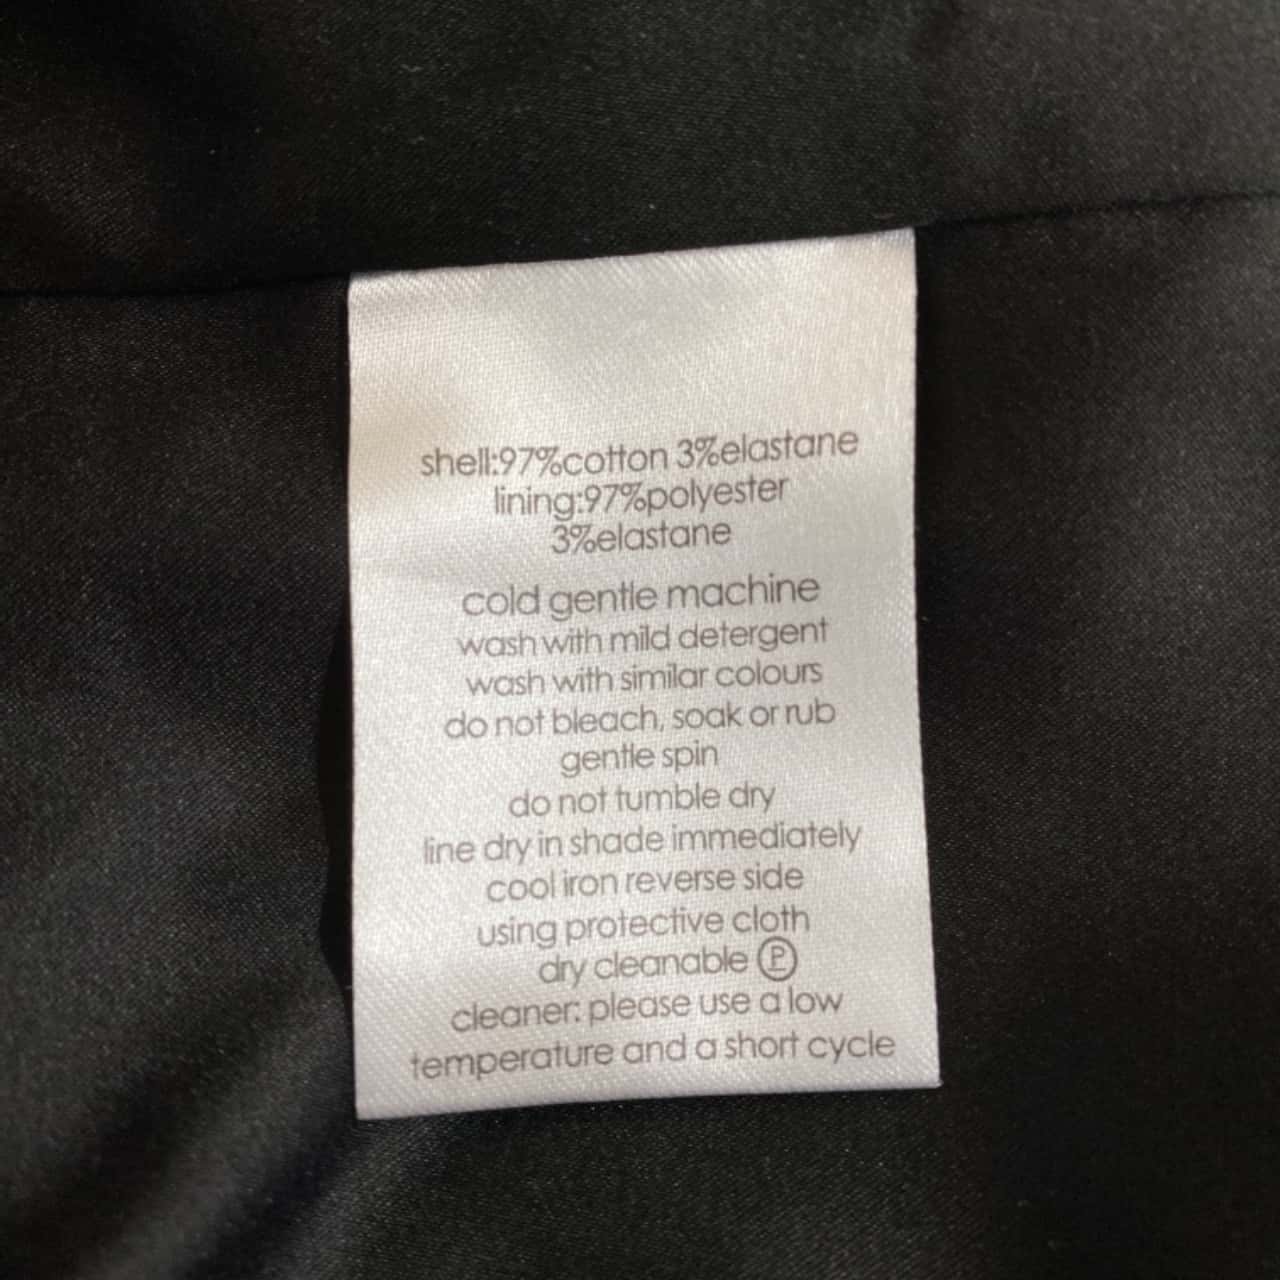 shell:97%cotton 3%elastane
lining:97%polyester
3%elastane
cold gentle machine
wash with mild detergent
wash with similar colours
do not bleach, soak or rub
gentle spin
do not tumble dry
line dry in shade immediately
cool iron reverse side
using protective cloth
dry cleanable Ⓟ
cleaner: please use a low
temperature and a short cycle